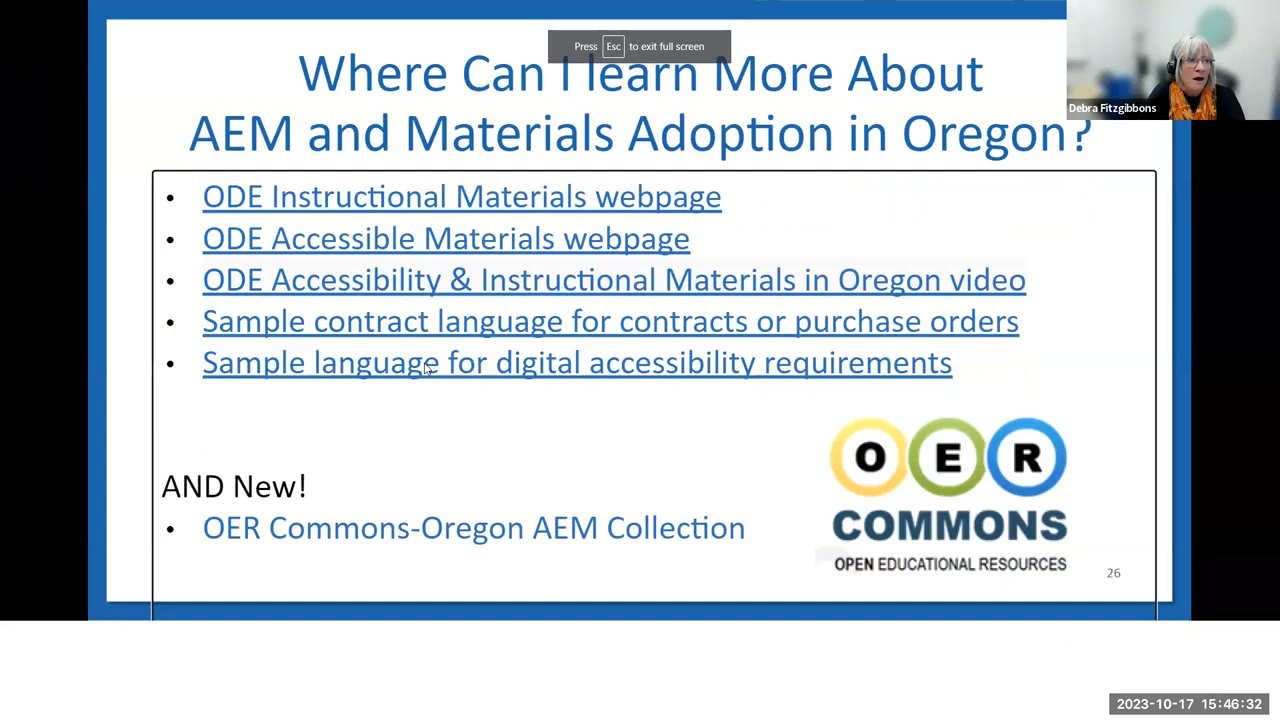 Press Esc to exit full screen
Where Can I learn More About
AEM and Materials Adoption in Oregon?
Debra Fitzgibbons
• ODE Instructional Materials webpage
• ODE Accessible Materials webpage
• ODE Accessibility & Instructional Materials in Oregon video
• Sample contract language for contracts or purchase orders
• Sample language for digital accessibility requirements
AND New!
• OER Commons-Oregon AEM Collection
O E R
COMMONS
OPEN EDUCATIONAL RESOURCES
26
2023-10-17 15:46:32